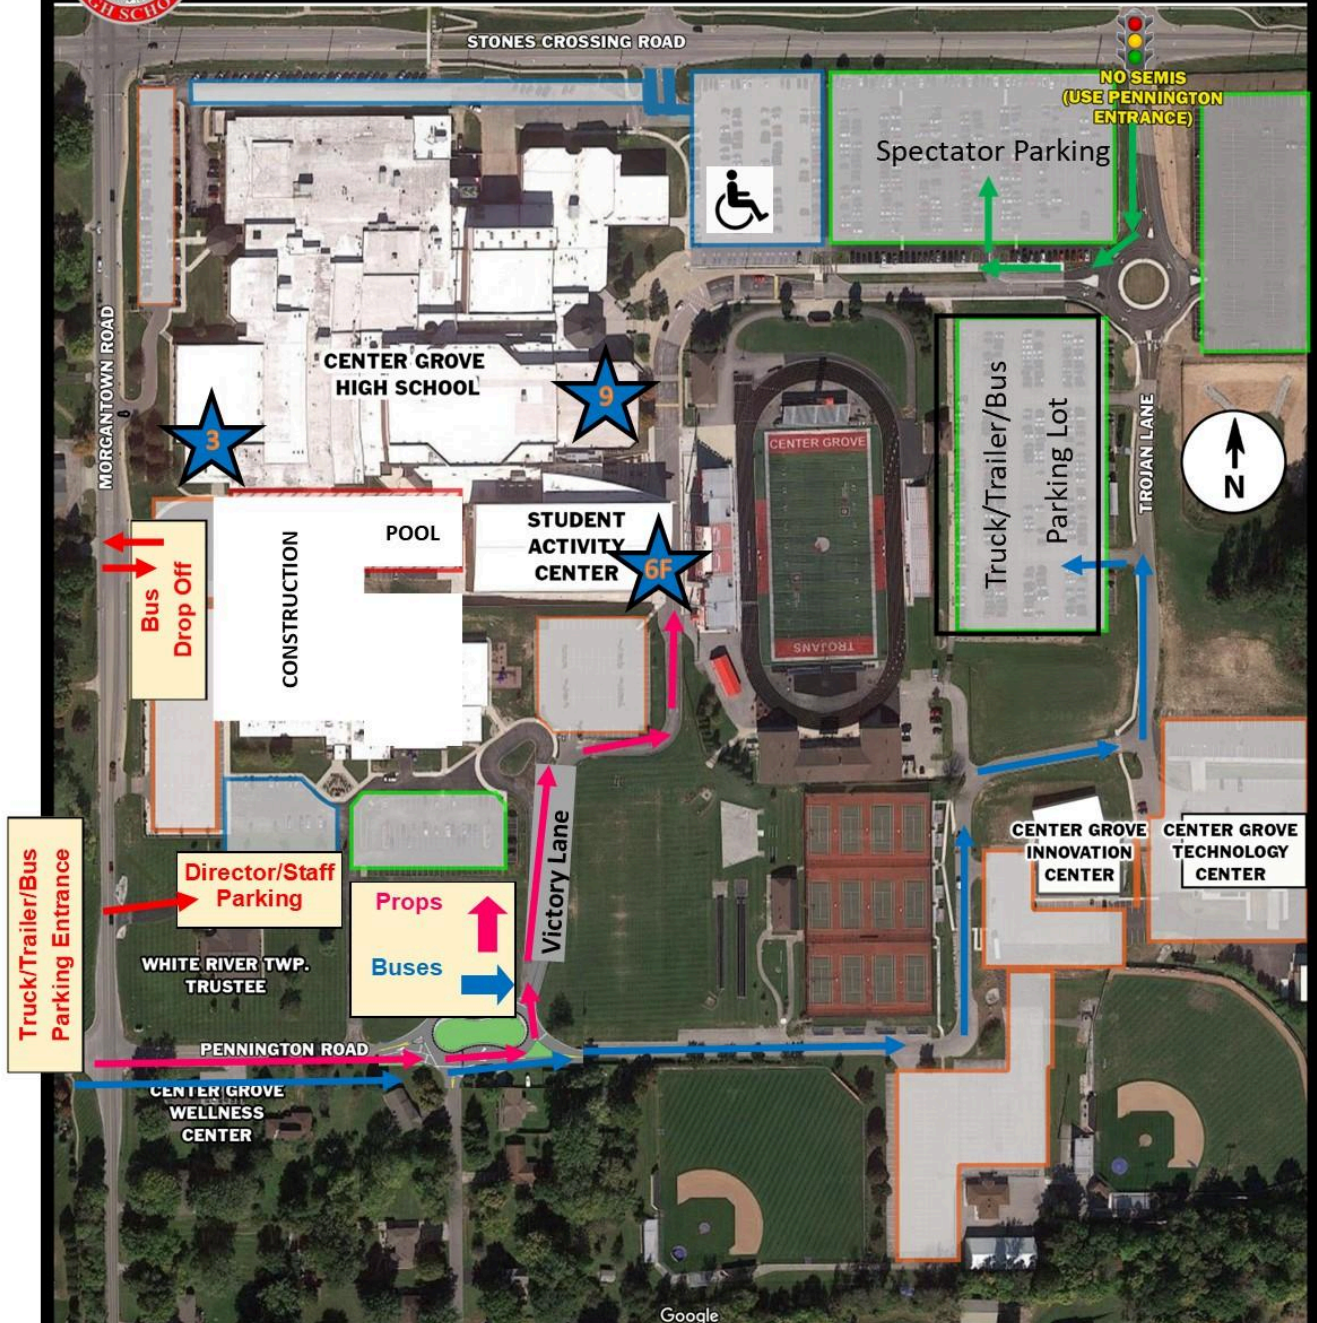 GH SCHO
STONES CROSSING ROAD
NO SEMIS
(USE PENNINGTON
ENTRANCE)
Spectator Parking
MORGANTOWN ROAD
CENTER GROVE
HIGH SCHOOL
9
3
CENTER GROVE
TROJANS
Truck/Trailer/Bus
Parking Lot
TROJAN LANE
N
POOL
STUDENT
ACTIVITY
CENTER
6F
CONSTRUCTION
Bus
Drop Off
Truck/Trailer/Bus
Parking Entrance
Director/Staff
Parking
Props
Buses
Victory Lane
CENTER GROVE
INNOVATION
CENTER
CENTER GROVE
TECHNOLOGY
CENTER
WHITE RIVER TWP.
TRUSTEE
PENNINGTON ROAD
CENTER GROVE
WELLNESS
CENTER
Google